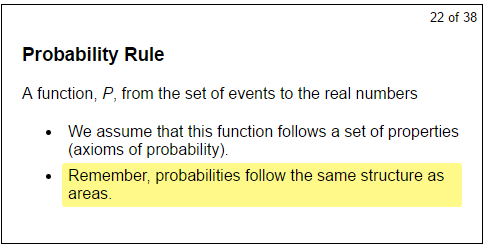 22 of 38
Probability Rule
A function, P, from the set of events to the real numbers
• We assume that this function follows a set of properties
(axioms of probability).
• Remember, probabilities follow the same structure as
areas.